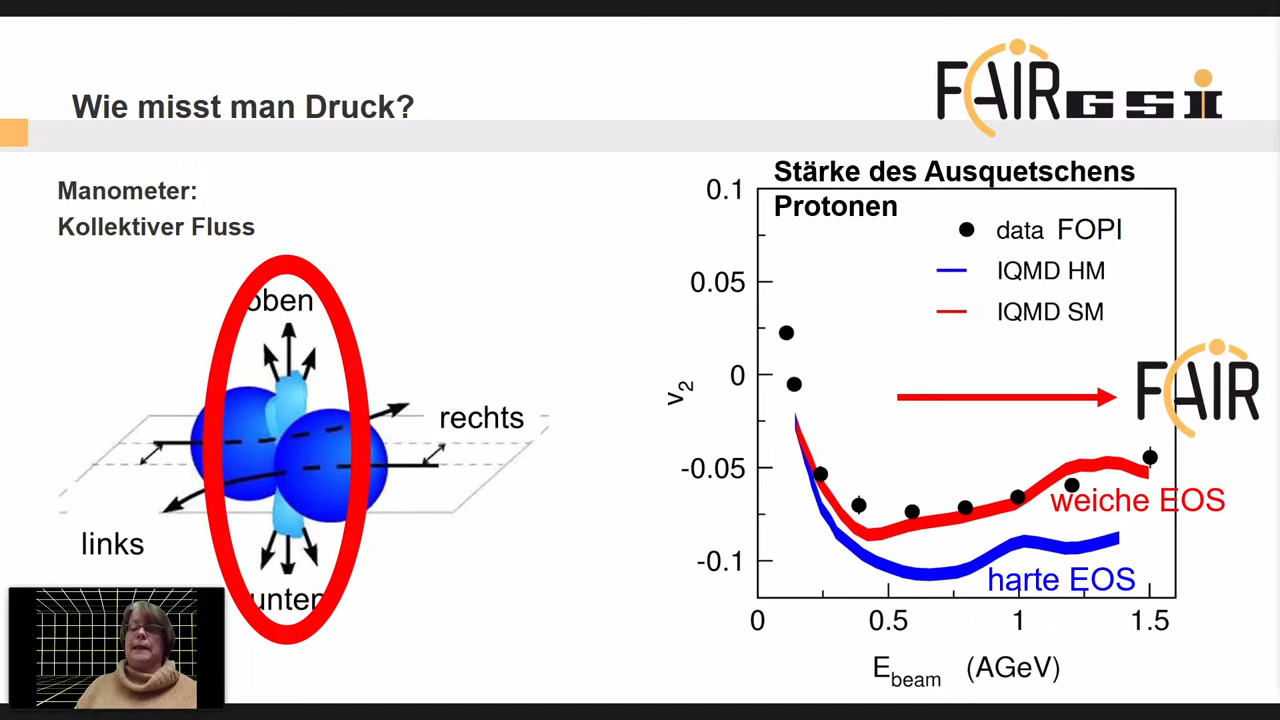 Wie misst man Druck?
FAIR GSI
Manometer:
Kollektiver Fluss
oben
rechts
links
unten
Stärke des Ausquetschens
Protonen
data FOPI
IQMD HM
IQMD SM
FAIR
weiche EOS
harte EOS
0.1
0.05
0
-0.05
-0.1
v2
0 0.5 1 1.5
Ebeam (AGeV)